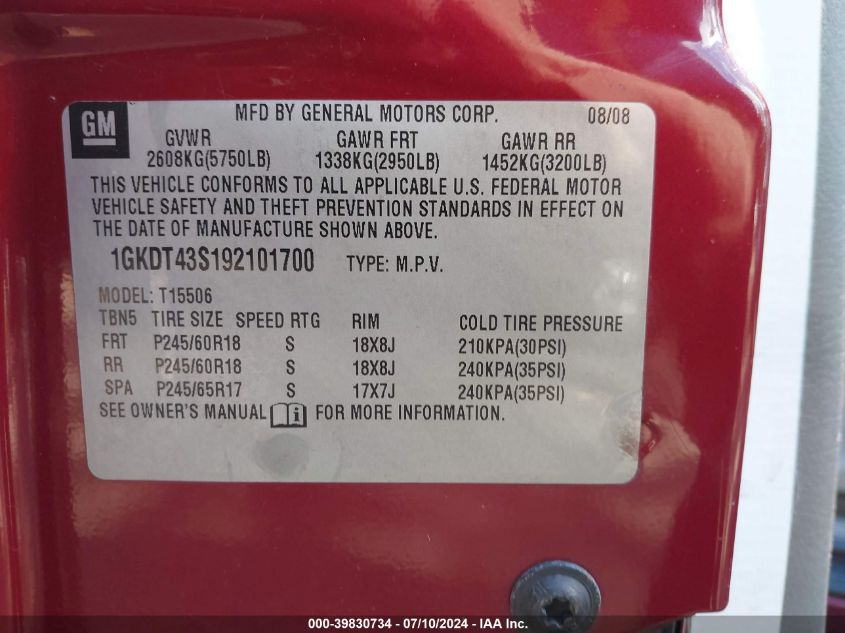 GM
MFD BY GENERAL MOTORS CORP. 08/08
GVWR GAWR FRT GAWR RR
2608KG(5750LB) 1338KG(2950LB) 1452KG(3200LB)
THIS VEHICLE CONFORMS TO ALL APPLICABLE U.S. FEDERAL MOTOR
VEHICLE SAFETY AND THEFT PREVENTION STANDARDS IN EFFECT ON
THE DATE OF MANUFACTURE SHOWN ABOVE.
1GKDT43S192101700 TYPE: M.P.V.
MODEL: T15506
TBN5 TIRE SIZE SPEED RTG RIM COLD TIRE PRESSURE
FRT P245/60R18 S 18X8J 210KPA(30PSI)
RR P245/60R18 S 18X8J 240KPA(35PSI)
SPA P245/65R17 S 17X7J 240KPA(35PSI)
SEE OWNER'S MANUAL i FOR MORE INFORMATION.
000-39830734 - 07/10/2024 - IAA, Inc.